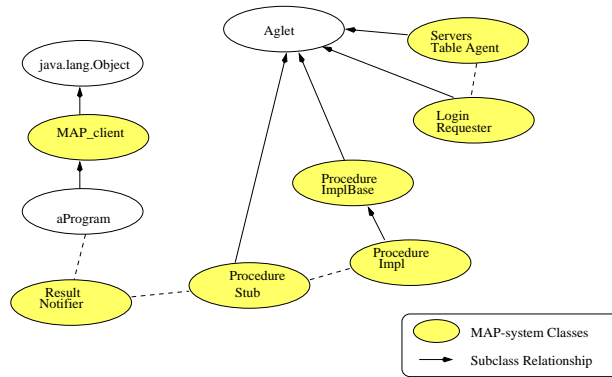 Aglet
Servers
Table Agent
java.lang.Object
Login
Requester
MAP_client
Procedure
ImplBase
aProgram
Procedure
Impl
Procedure
Stub
Result
Notifier
MAP-system Classes
Subclass Relationship